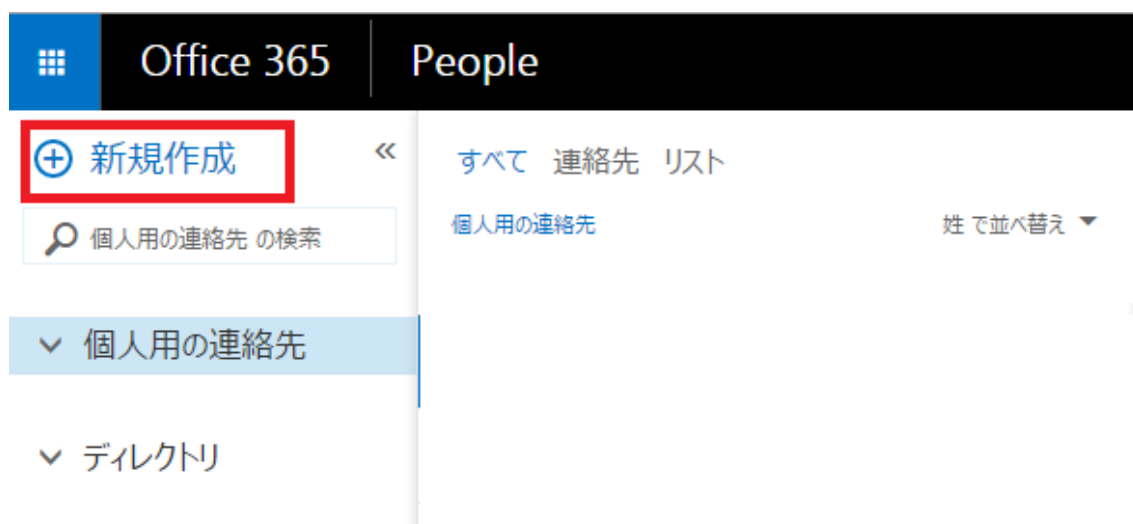 Office 365 People
新規作成
個人用の連絡先 の検索
個人用の連絡先
ディレクトリ
すべて 連絡先 リスト
個人用の連絡先 姓 で並べ替え